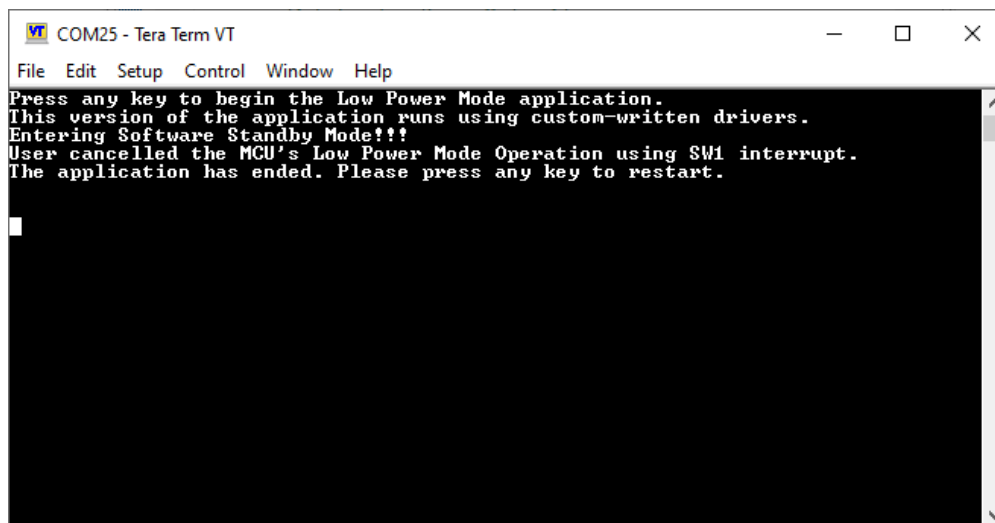 COM25 - Tera Term VT
File Edit Setup Control Window Help
Press any key to begin the Low Power Mode application.
This version of the application runs using custom-written drivers.
Entering Software Standby Mode!!!
User cancelled the MCU's Low Power Mode Operation using SW1 interrupt.
The application has ended. Please press any key to restart.